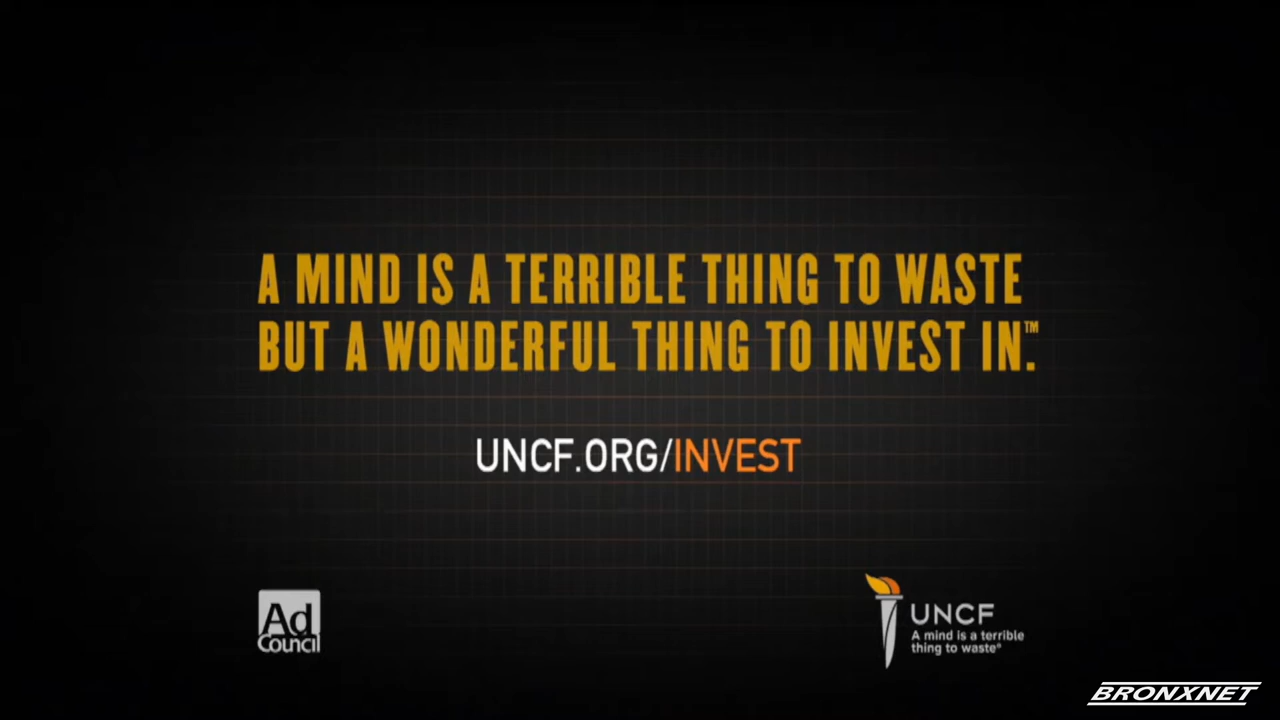 A MIND IS A TERRIBLE THING TO WASTE
BUT A WONDERFUL THING TO INVEST IN.™
UNCF.ORG/INVEST
Ad
Council
UNCF
A mind is a terrible
thing to waste®
BRONXNET